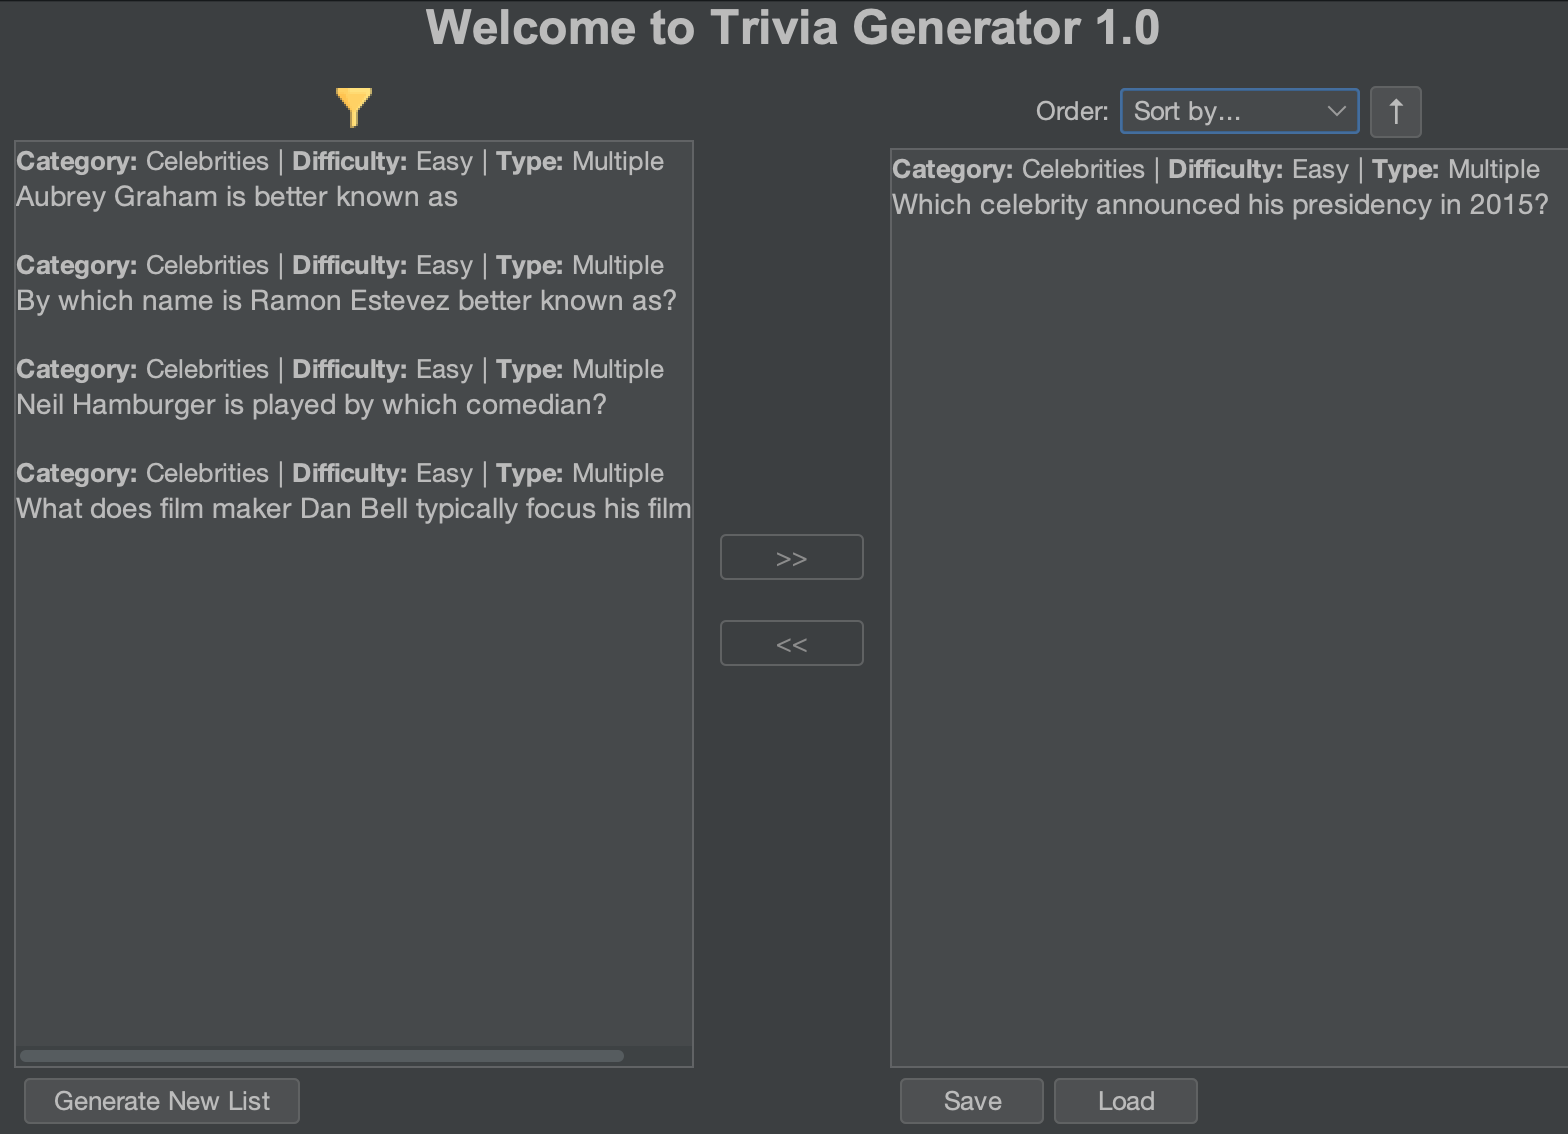 Welcome to Trivia Generator 1.0
Order: Sort by... ↑
Category: Celebrities | Difficulty: Easy | Type: Multiple
Aubrey Graham is better known as
Category: Celebrities | Difficulty: Easy | Type: Multiple
By which name is Ramon Estevez better known as?
Category: Celebrities | Difficulty: Easy | Type: Multiple
Neil Hamburger is played by which comedian?
Category: Celebrities | Difficulty: Easy | Type: Multiple
What does film maker Dan Bell typically focus his film
>>
<<
Category: Celebrities | Difficulty: Easy | Type: Multiple
Which celebrity announced his presidency in 2015?
Generate New List
Save
Load